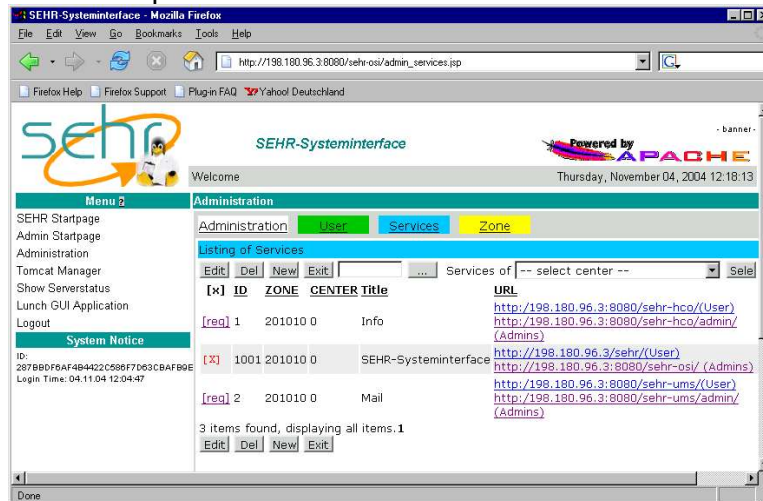 SEHR-Systeminterface - Mozilla Firefox
File Edit View Go Bookmarks Tools Help
http://198.180.96.3:8080/sehr-osi/admin_services.jsp
G
Firefox Help Firefox Support Plug-in FAQ Yahoo! Deutschland
sehr
SEHR-Systeminterface
Powered by
APACHE
- banner-
Welcome
Thursday, November 04, 2004 12:18:13
Menu ?
SEHR Startpage
Admin Startpage
Administration
Tomcat Manager
Show Serverstatus
Lunch GUI Application
Logout
System Notice
ID:
287BBDF6AF4B4422C586F7D63CBAFB9E
Login Time: 04.11.04 12:04:47
Administration
Administration User Services Zone
Listing of Services
Edit Del New Exit ... Services of -- select center -- Sele
[x] ID ZONE CENTER Title URL
[req] 1 201010 0 Info http:/198.180.96.3:8080/sehr-hco/(User)
http:/198.180.96.3:8080/sehr-hco/admin/
(Admins)
[X] 1001 201010 0 SEHR-Systeminterface http://198.180.96.3/sehr/(User)
http://198.180.96.3:8080/sehr-osi/ (Admins)
[req] 2 201010 0 Mail http:/198.180.96.3:8080/sehr-ums/(User)
http:/198.180.96.3:8080/sehr-ums/admin/
(Admins)
3 items found, displaying all items.1
Edit Del New Exit
Done